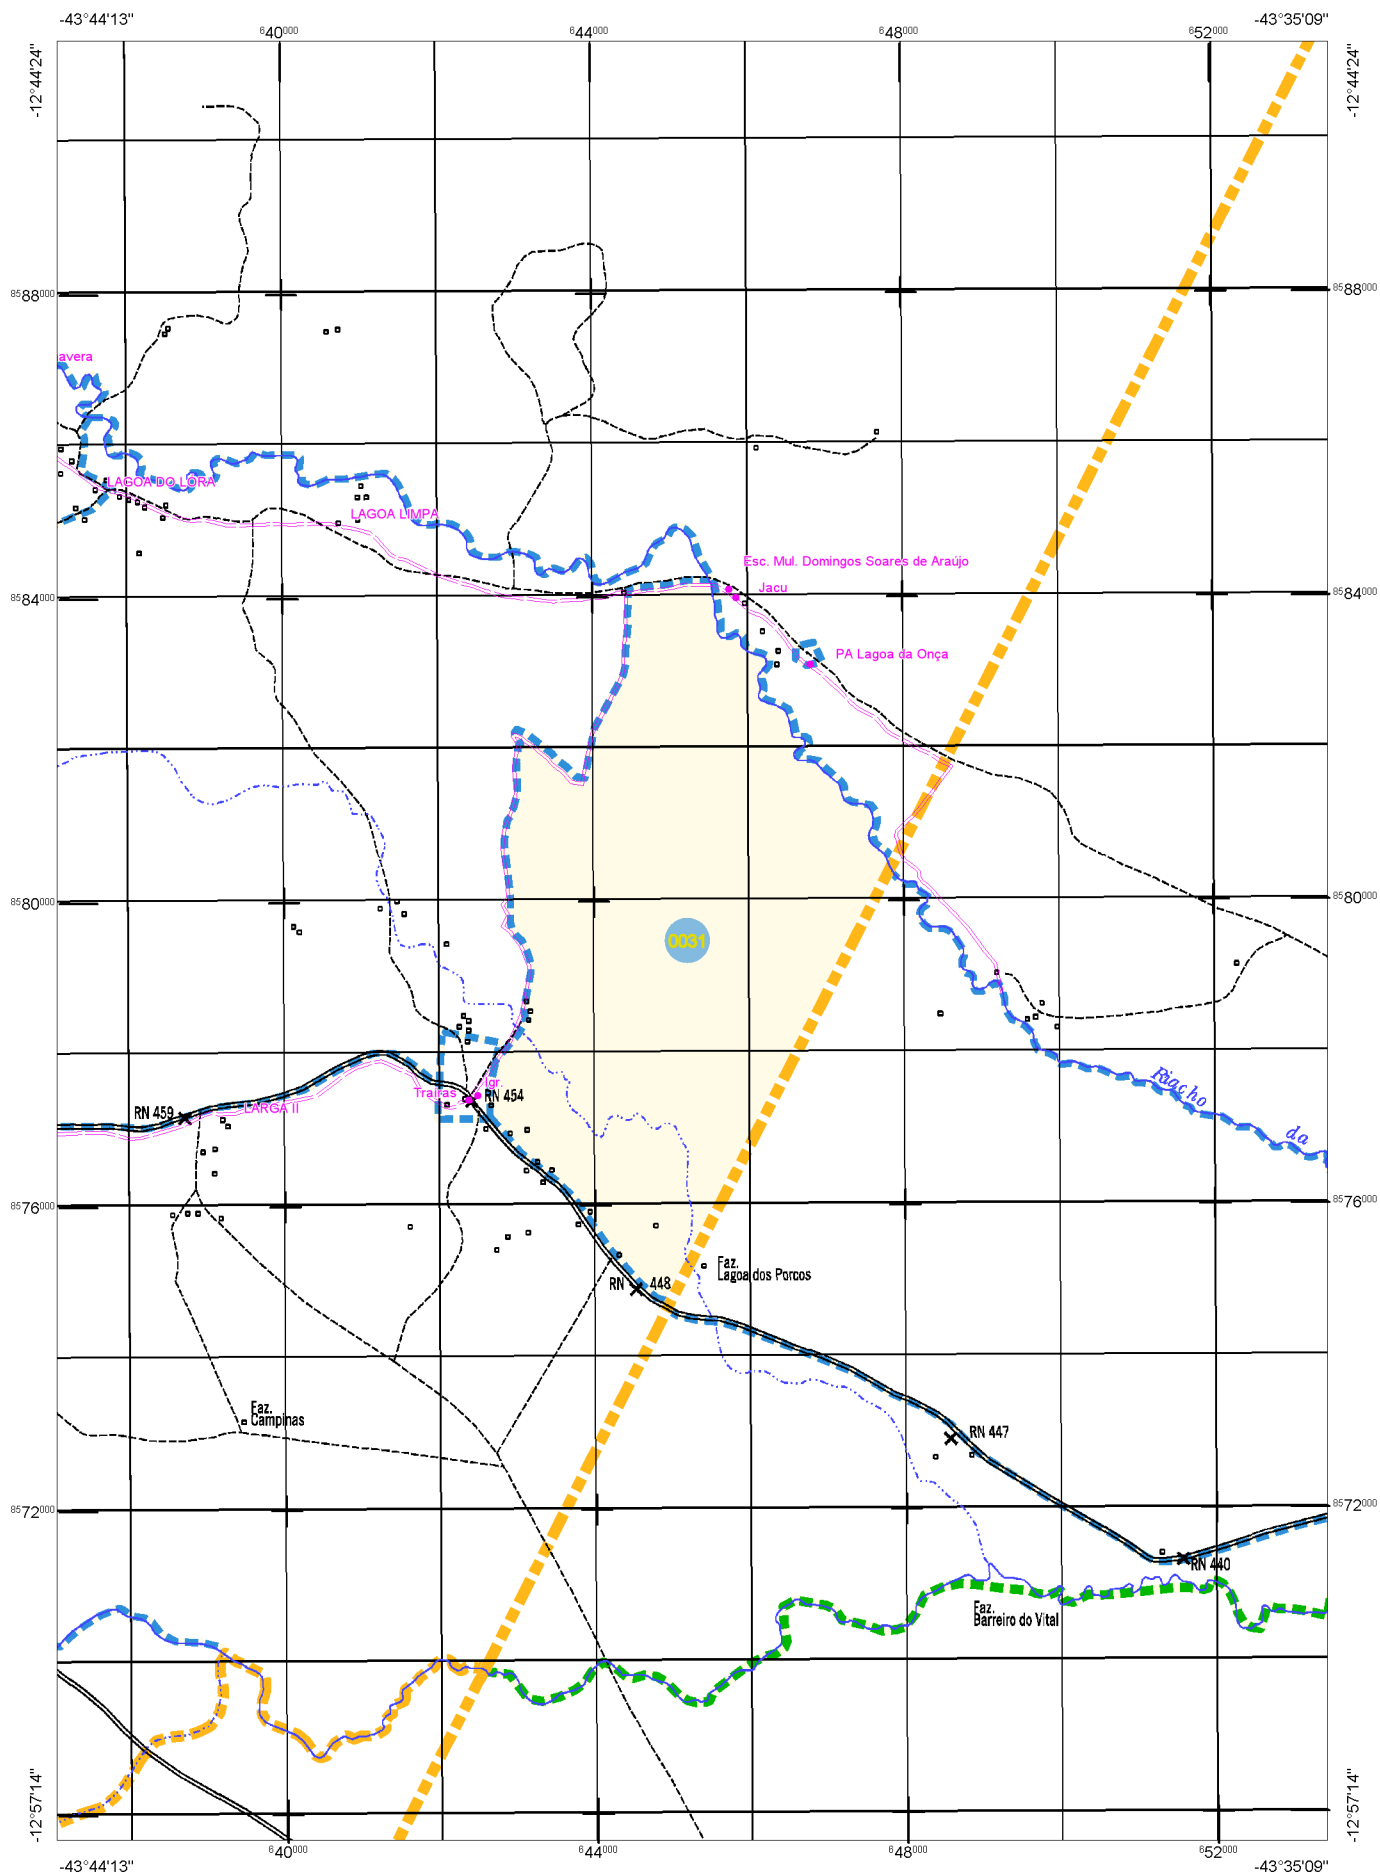 -43°44'13"
-43°35'09"
640000
644000
648000
652000
-12°44'24"
-12°44'24"
8588000
8588000
avera
LAGOA DO LORA
LAGOA LIMPA
Esc. Mul. Domingos Soares de Araújo
Jacu
8584000
8584000
PA Lagoa da Onça
8580000
8580000
0031
Riacho
da
Igr.
Traíras
RN 454
RN 459
LARGA II
8576000
8576000
Faz.
Lagoa dos Porcos
RN 448
Faz.
Campinas
RN 447
8572000
8572000
RN 440
Faz.
Barreiro do Vital
-12°57'14"
-12°57'14"
640000
644000
648000
652000
-43°44'13"
-43°35'09"